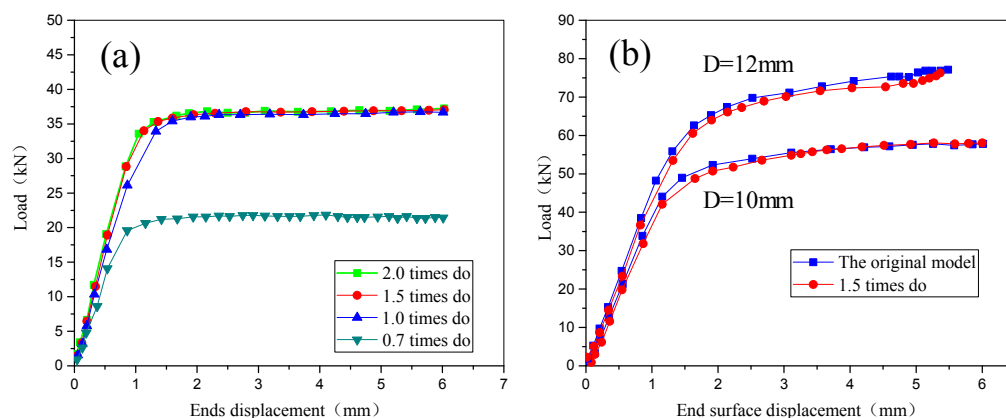 (a)
50
45
40
35
30
25
20
15
10
5
0
Load（kN）
0 1 2 3 4 5 6 7
Ends displacement（mm）
2.0 times do
1.5 times do
1.0 times do
0.7 times do
(b)
90
80
70
60
50
40
30
20
10
0
Load（kN）
0 1 2 3 4 5 6
End surface displacement（mm）
D=12mm
D=10mm
The original model
1.5 times do